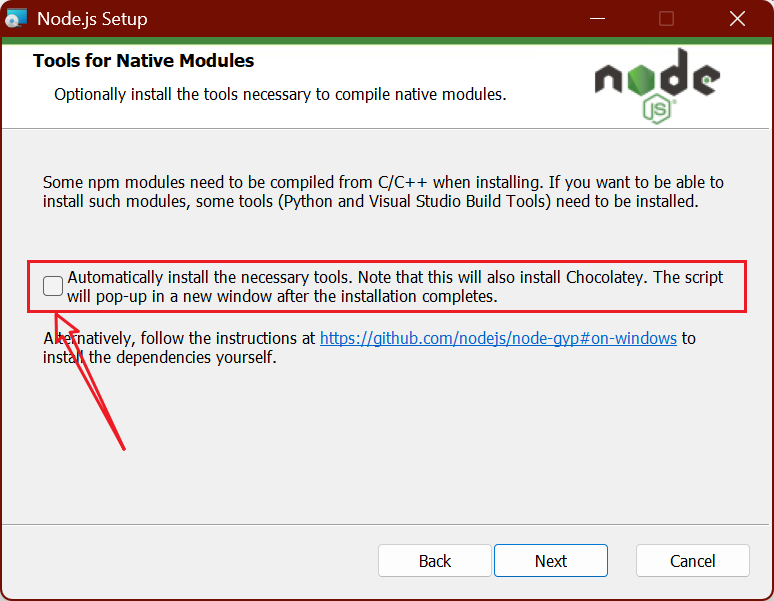 Node.js Setup
Tools for Native Modules
Optionally install the tools necessary to compile native modules.
node
JS
Some npm modules need to be compiled from C/C++ when installing. If you want to be able to
install such modules, some tools (Python and Visual Studio Build Tools) need to be installed.
Automatically install the necessary tools. Note that this will also install Chocolatey. The script
will pop-up in a new window after the installation completes.
Alternatively, follow the instructions at https://github.com/nodejs/node-gyp#on-windows to
install the dependencies yourself.
Back
Next
Cancel